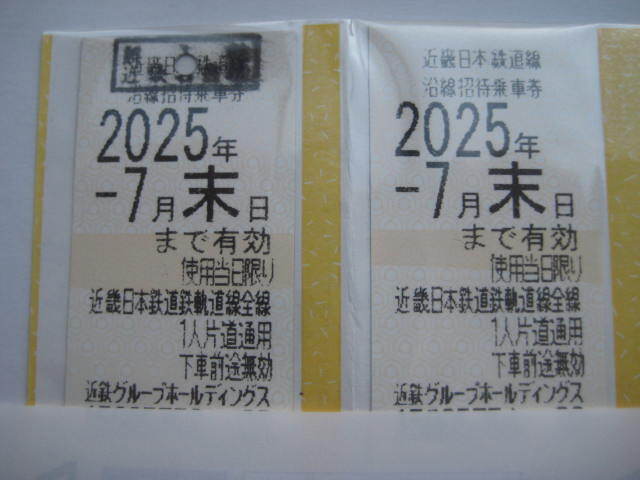 近畿日本鉄道線
沿線招待乗車券
2025年
-7月末日
まで有効
使用当日限り
近畿日本鉄道鉄軌道線全線
1人片道通用
下車前途無効
近鉄グループホールディングス
近畿日本鉄道線
沿線招待乗車券
2025年
-7月末日
まで有効
使用当日限り
近畿日本鉄道鉄軌道線全線
1人片道通用
下車前途無効
近鉄グループホールディングス